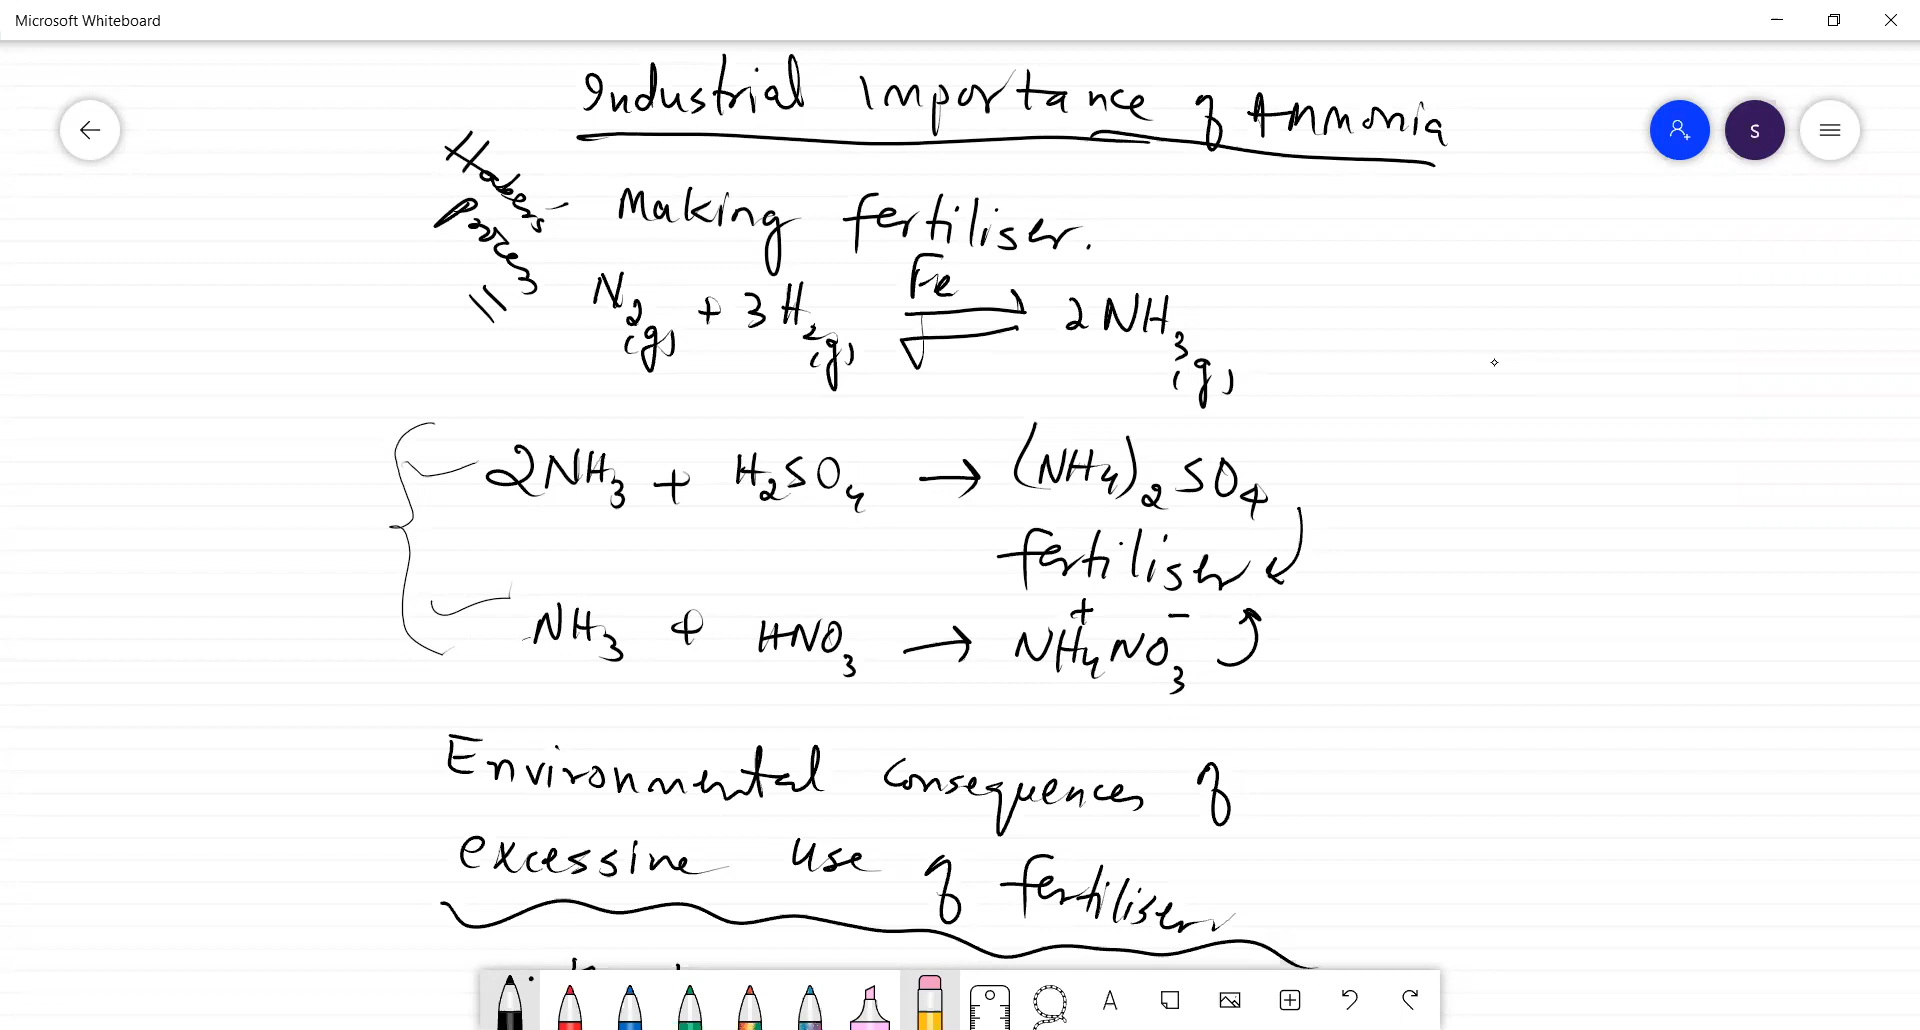 Microsoft Whiteboard
Industrial Importance of Ammonia
S
Haber's
Process
Making fertiliser.
Fe
N2(g) + 3H2(g) ⇌ 2NH3(g)
2NH3 + H2SO4 → (NH4)2SO4
fertiliser
NH3 + HNO3 → NH4+NO3-
Environmental Consequences of
excessive use of fertiliser
A